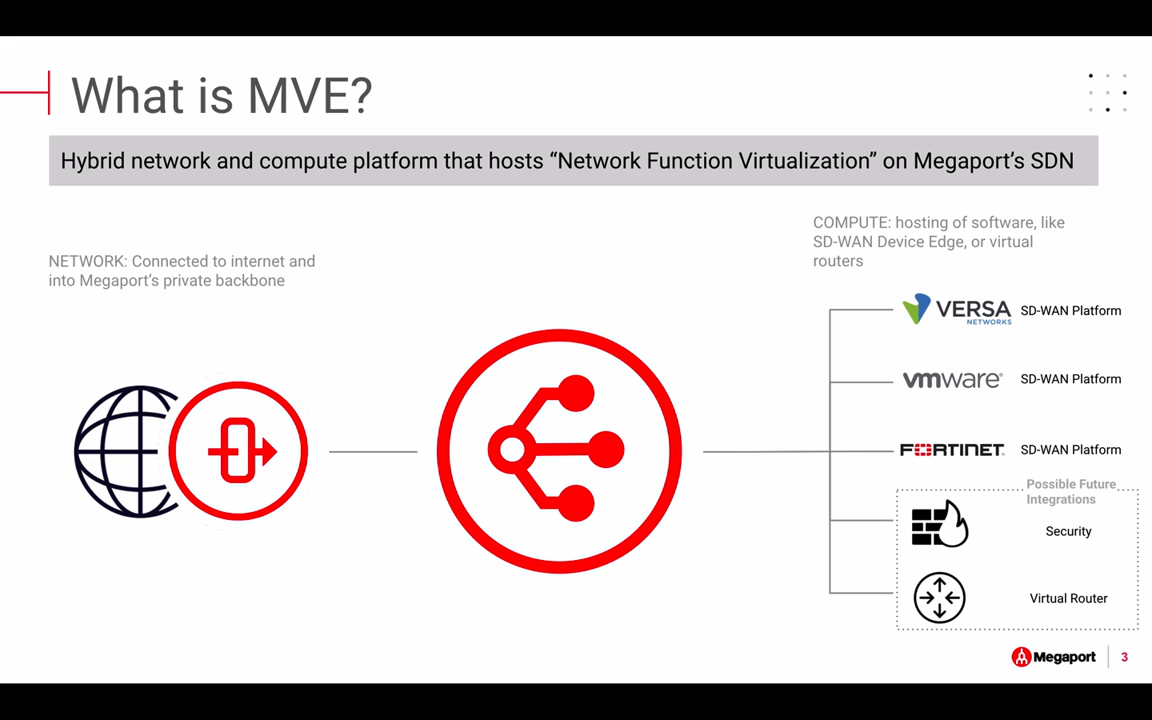 What is MVE?
Hybrid network and compute platform that hosts “Network Function Virtualization” on Megaport’s SDN
NETWORK: Connected to internet and
into Megaport’s private backbone
COMPUTE: hosting of software, like
SD-WAN Device Edge, or virtual
routers
VERSA
NETWORKS
SD-WAN Platform
vmware®
SD-WAN Platform
FORTINET
SD-WAN Platform
Possible Future
Integrations
Security
Virtual Router
Megaport
3